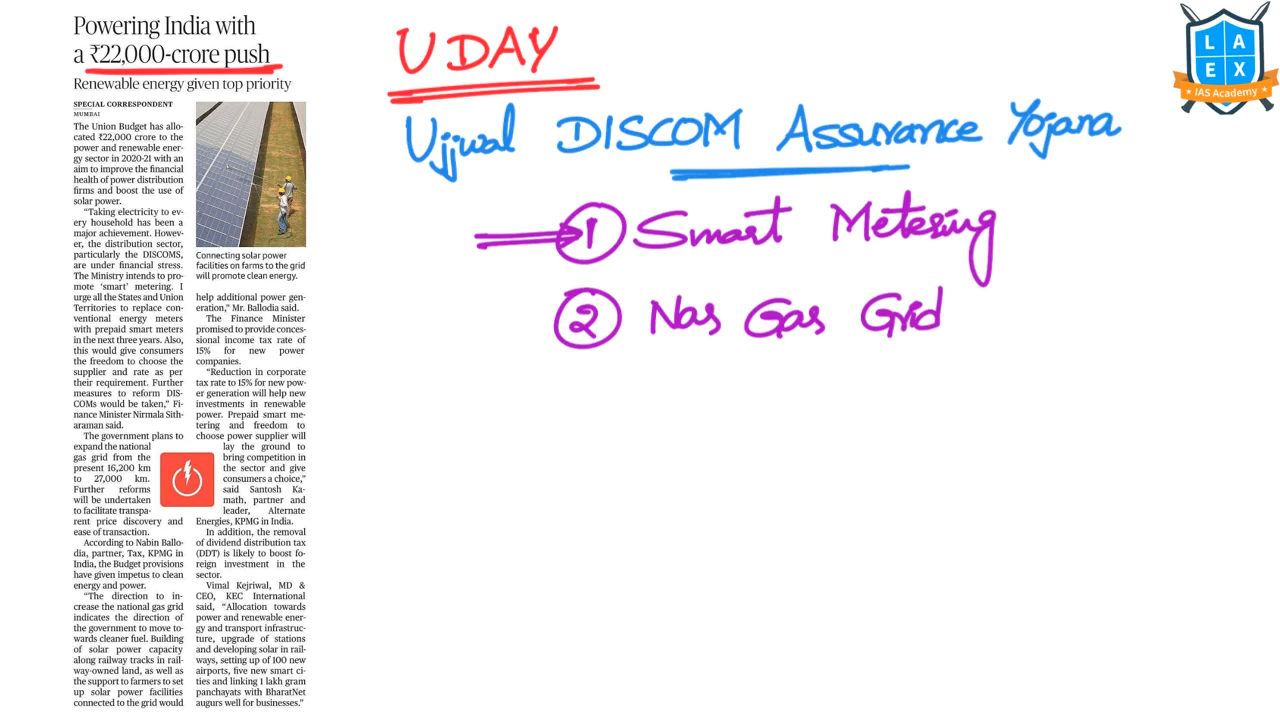 Powering India with
a ₹22,000-crore push
Renewable energy given top priority
SPECIAL CORRESPONDENT
MUMBAI
The Union Budget has allo-
cated ₹22,000 crore to the
power and renewable ener-
gy sector in 2020-21 with an
aim to improve the financial
health of power distribution
firms and boost the use of
solar power.
“Taking electricity to ev-
ery household has been a
major achievement. Howev-
er, the distribution sector,
particularly the DISCOMS,
are under financial stress.
The Ministry intends to pro-
mote ‘smart’ metering. I
urge all the States and Union
Territories to replace con-
ventional energy meters
with prepaid smart meters
in the next three years. Also,
this would give consumers
the freedom to choose the
supplier and rate as per
their requirement. Further
measures to reform DIS-
COMs would be taken,” Fi-
nance Minister Nirmala Sith-
araman said.
The government plans to
expand the national
gas grid from the
present 16,200 km
to 27,000 km.
Further reforms
will be undertaken
to facilitate transpa-
rent price discovery and
ease of transaction.
According to Nabin Ballo-
dia, partner, Tax, KPMG in
India, the Budget provisions
have given impetus to clean
energy and power.
“The direction to in-
crease the national gas grid
indicates the direction of
the government to move to-
wards cleaner fuel. Building
of solar power capacity
along railway tracks in rail-
way-owned land, as well as
the support to farmers to set
up solar power facilities
connected to the grid would
Connecting solar power
facilities on farms to the grid
will promote clean energy.
help additional power gen-
eration,” Mr. Ballodia said.
The Finance Minister
promised to provide conces-
sional income tax rate of
15% for new power
companies.
“Reduction in corporate
tax rate to 15% for new pow-
er generation will help new
investments in renewable
power. Prepaid smart me-
tering and freedom to
choose power supplier will
lay the ground to
bring competition in
the sector and give
consumers a choice,”
said Santosh Ka-
math, partner and
leader, Alternate
Energies, KPMG in India.
In addition, the removal
of dividend distribution tax
(DDT) is likely to boost fo-
reign investment in the
sector.
Vimal Kejriwal, MD &
CEO, KEC International
said, “Allocation towards
power and renewable ener-
gy and transport infrastruc-
ture, upgrade of stations
and developing solar in rail-
ways, setting up of 100 new
airports, five new smart ci-
ties and linking 1 lakh gram
panchayats with BharatNet
augurs well for businesses.”
UDAY
Ujjwal DISCOM Assurance Yojana
1 Smart Metering
2 Nas Gas Grid
L A
E X
IAS Academy